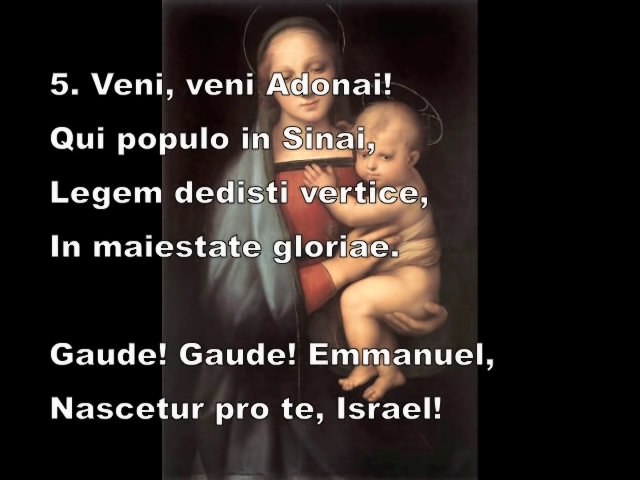 5. Veni, veni Adonai!
Qui populo in Sinai,
Legem dedisti vertice,
In maiestate gloriae.
Gaude! Gaude! Emmanuel,
Nascetur pro te, Israel!